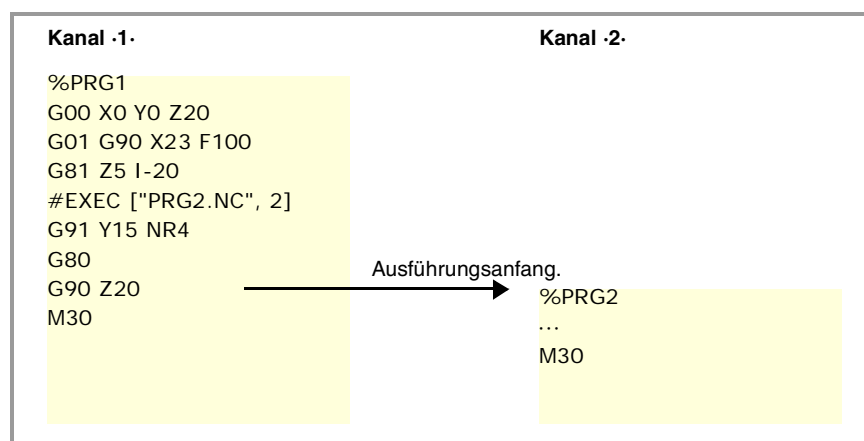 Kanal ·1·
%PRG1
G00 X0 Y0 Z20
G01 G90 X23 F100
G81 Z5 I-20
#EXEC ["PRG2.NC", 2]
G91 Y15 NR4
G80
G90 Z20
M30
Ausführungsanfang.
Kanal ·2·
%PRG2
...
M30